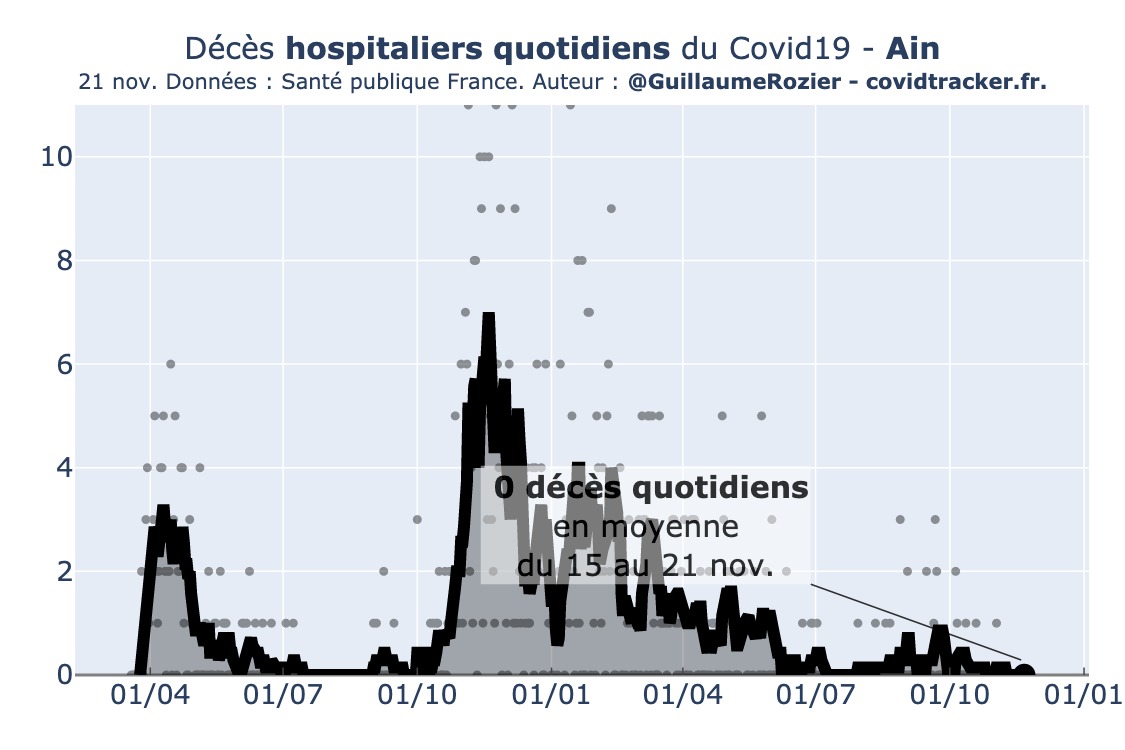 Décès hospitaliers quotidiens du Covid19 - Ain
21 nov. Données : Santé publique France. Auteur : @GuillaumeRozier - covidtracker.fr.
10
8
6
4
2
0
0 décès quotidiens
en moyenne
du 15 au 21 nov.
01/04 01/07 01/10 01/01 01/04 01/07 01/10 01/01